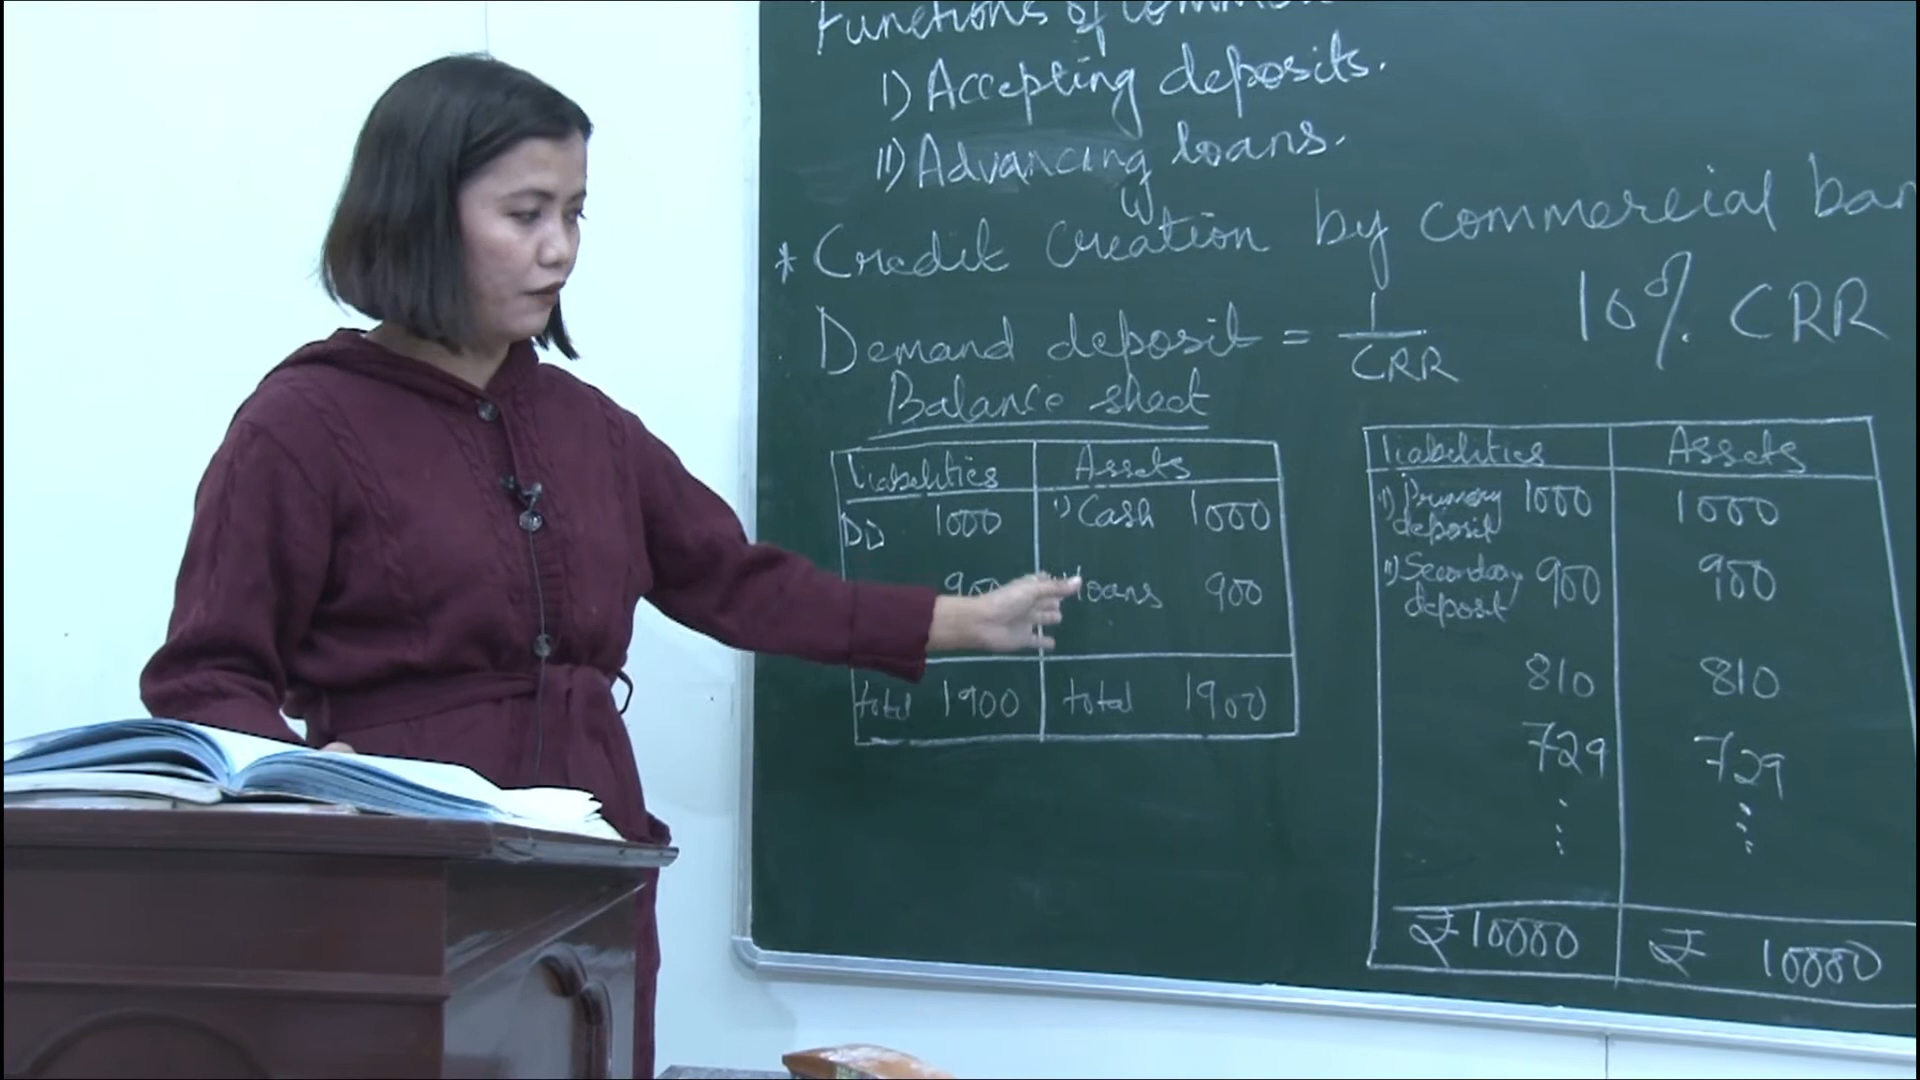 Functions of commer
I) Accepting deposits.
II) Advancing loans.
* Credit Creation by commercial ban
Demand deposit = 1/CRR
10% CRR
Balance sheet
Liabilities Assets
DD 1000 i) Cash 1000
900 loans 900
total 1900 total 1900
Liabilities Assets
i) Primary deposit 1000 1000
ii) Secondary deposit 900 900
810 810
729 729
₹ 10000 ₹ 10000